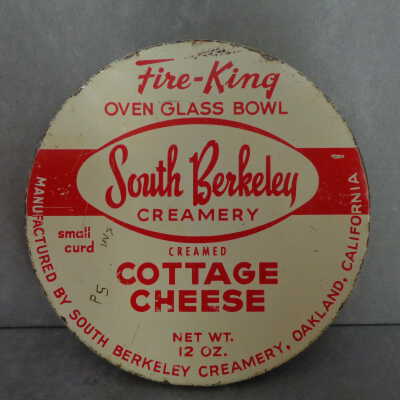 Fire-King
OVEN GLASS BOWL
South Berkeley
CREAMERY
small
curd
CREAMED
COTTAGE
CHEESE
NET WT.
12 OZ.
MANUFACTURED BY SOUTH BERKELEY CREAMERY, OAKLAND, CALIFORNIA